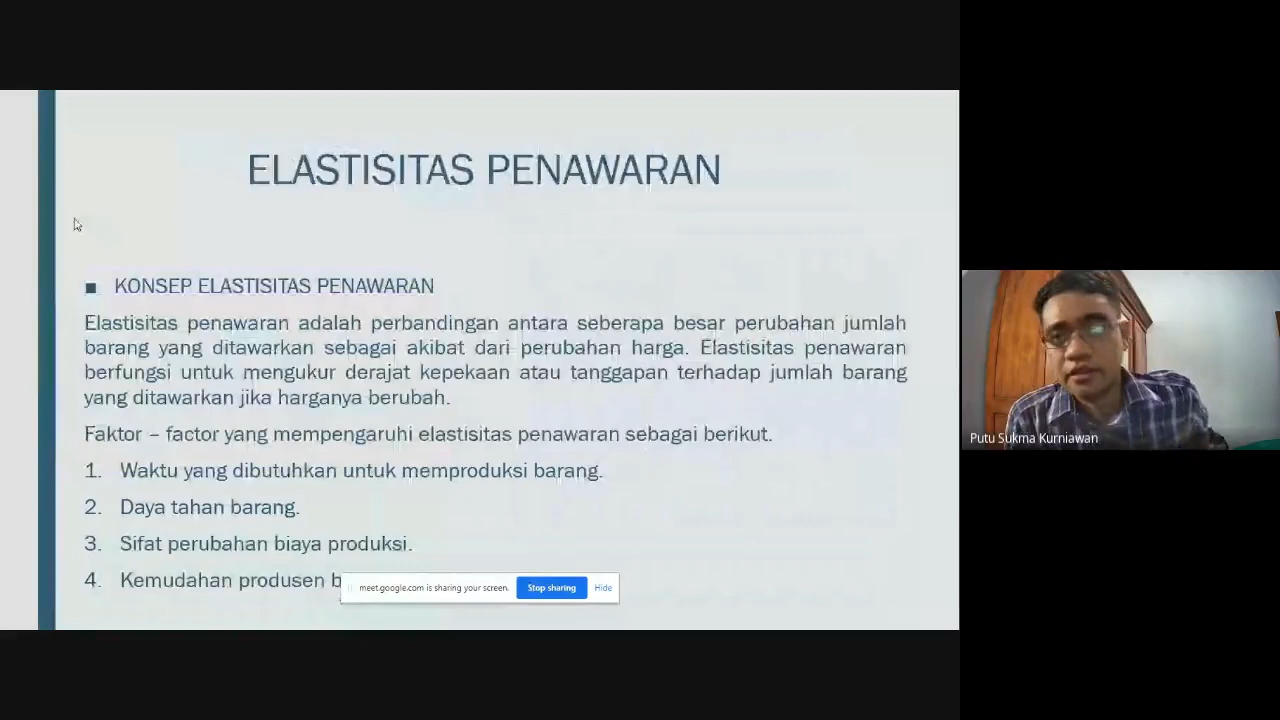 ELASTISITAS PENAWARAN
■ KONSEP ELASTISITAS PENAWARAN
Elastisitas penawaran adalah perbandingan antara seberapa besar perubahan jumlah
barang yang ditawarkan sebagai akibat dari perubahan harga. Elastisitas penawaran
berfungsi untuk mengukur derajat kepekaan atau tanggapan terhadap jumlah barang
yang ditawarkan jika harganya berubah.
Faktor – factor yang mempengaruhi elastisitas penawaran sebagai berikut.
1. Waktu yang dibutuhkan untuk memproduksi barang.
2. Daya tahan barang.
3. Sifat perubahan biaya produksi.
4. Kemudahan produsen
meet.google.com is sharing your screen. Stop sharing Hide
Putu Sukma Kurniawan